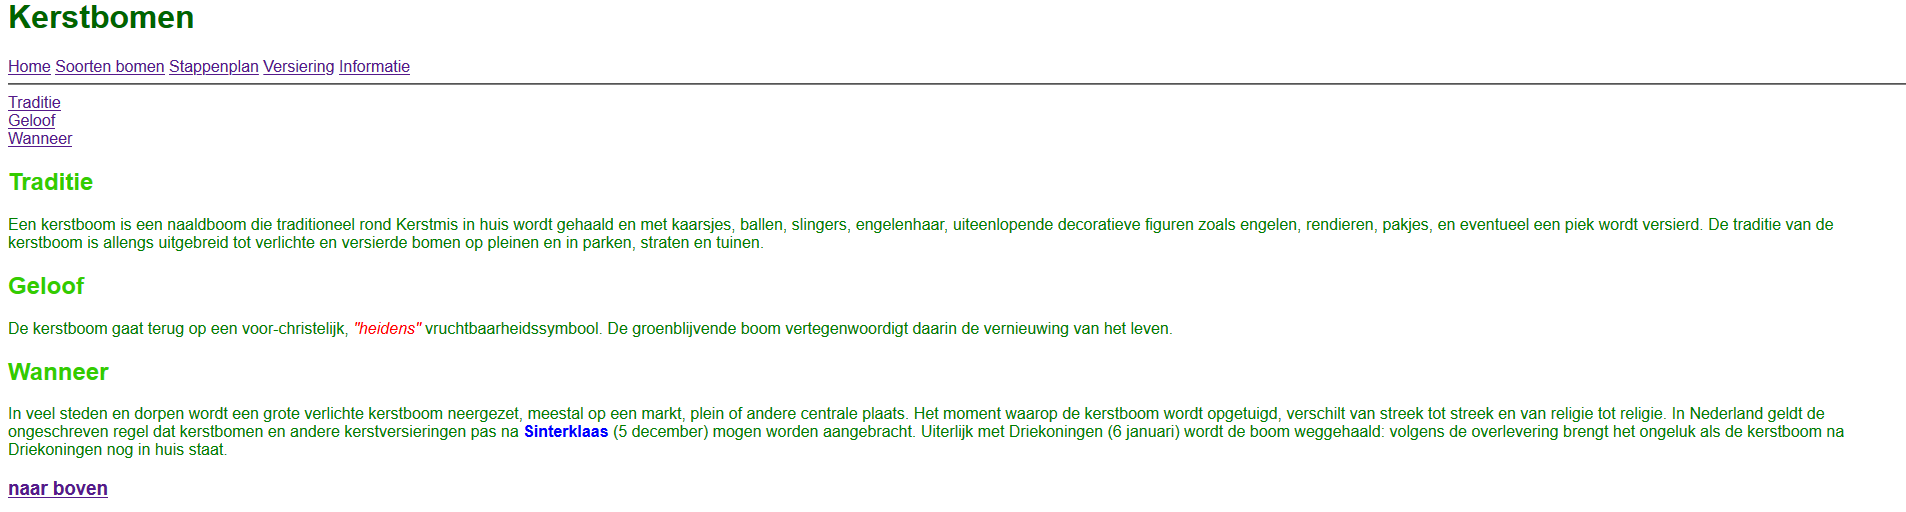 Kerstbomen
Home Soorten bomen Stappenplan Versiering Informatie
Traditie
Geloof
Wanneer
Traditie
Een kerstboom is een naaldboom die traditioneel rond Kerstmis in huis wordt gehaald en met kaarsjes, ballen, slingers, engelenhaar, uiteenlopende decoratieve figuren zoals engelen, rendieren, pakjes, en eventueel een piek wordt versierd. De traditie van de
kerstboom is allengs uitgebreid tot verlichte en versierde bomen op pleinen en in parken, straten en tuinen.
Geloof
De kerstboom gaat terug op een voor-christelijk, "heidens" vruchtbaarheidssymbool. De groenblijvende boom vertegenwoordigt daarin de vernieuwing van het leven.
Wanneer
In veel steden en dorpen wordt een grote verlichte kerstboom neergezet, meestal op een markt, plein of andere centrale plaats. Het moment waarop de kerstboom wordt opgetuigd, verschilt van streek tot streek en van religie tot religie. In Nederland geldt de
ongeschreven regel dat kerstbomen en andere kerstversieringen pas na Sinterklaas (5 december) mogen worden aangebracht. Uiterlijk met Driekoningen (6 januari) wordt de boom weggehaald: volgens de overlevering brengt het ongeluk als de kerstboom na
Driekoningen nog in huis staat.
naar boven